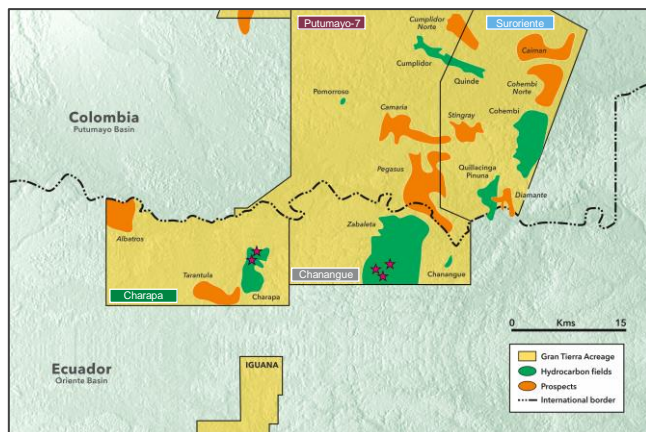 Putumayo-7
Suroriente
Cumplidor
Norte
Caiman
Cumplidor
Quinde
Cohembi
Norte
Colombia
Putumayo Basin
Pomorroso
Camaria
Stingray
Cohembi
Pegasus
Quillacinga
Pinuna
Diamante
Albatros
Zabaleta
Tarantula
Charapa
Charapa
Chanangue
Chanangue
0 Kms 15
Ecuador
Oriente Basin
IGUANA
Gran Tierra Acreage
Hydrocarbon fields
Prospects
International border